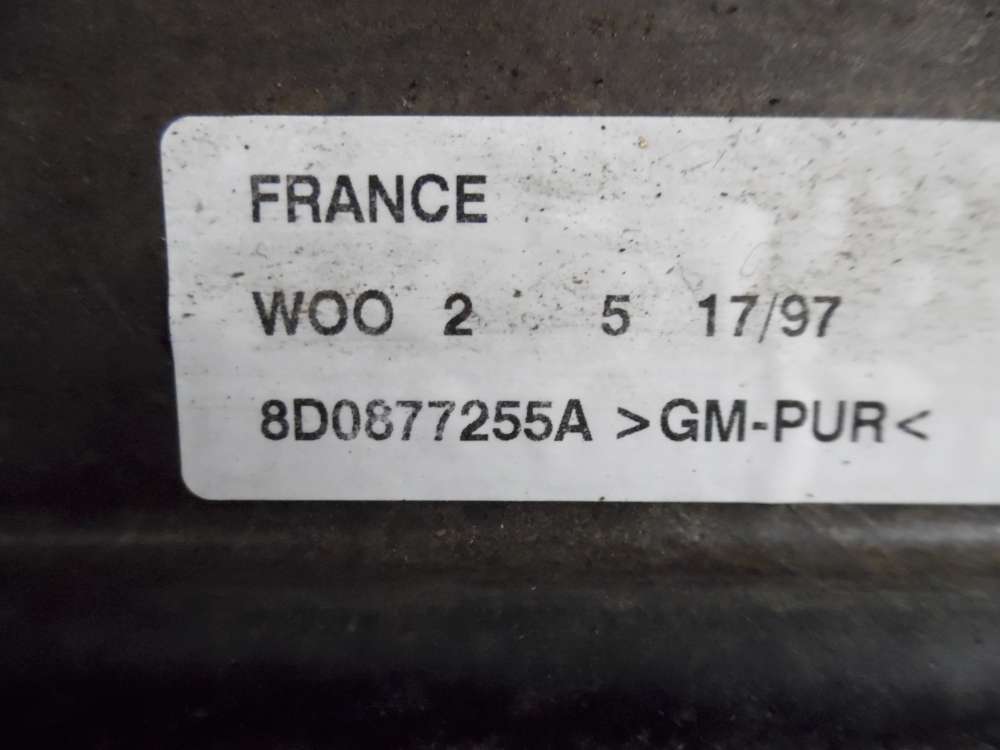 FRANCE
WOO 2 5 17/97
8D0877255A >GM-PUR<